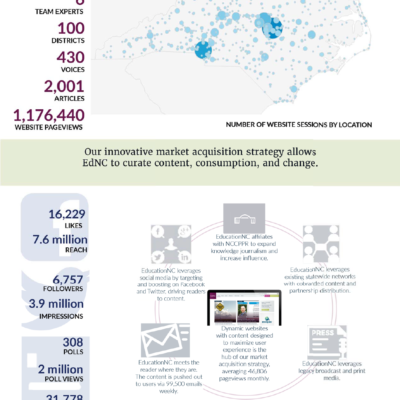 6
TEAM EXPERTS
100
DISTRICTS
430
VOICES
2,001
ARTICLES
1,176,440
WEBSITE PAGEVIEWS
NUMBER OF WEBSITE SESSIONS BY LOCATION
Our innovative market acquisition strategy allows
EdNC to curate content, consumption, and change.
16,229
LIKES
7.6 million
REACH
6,757
FOLLOWERS
3.9 million
IMPRESSIONS
308
POLLS
2 million
POLL VIEWS
31,778
EducationNC affiliates
with NCCPPR to expand
knowledge journalism and
increase influence.
EducationNC leverages
social media by targeting
and boosting on Facebook
and Twitter, driving readers
to content.
EducationNC leverages
existing statewide networks
with outbound content and
partnership distribution.
Dynamic websites
with content designed
to maximize user
experience is the
hub of our market
acquisition strategy,
averaging 46,806
pageviews monthly.
EducationNC meets the
reader where they are.
The content is pushed out
to users via 99,500 emails
weekly.
PRESS
EducationNC leverages
legacy broadcast and print
media.